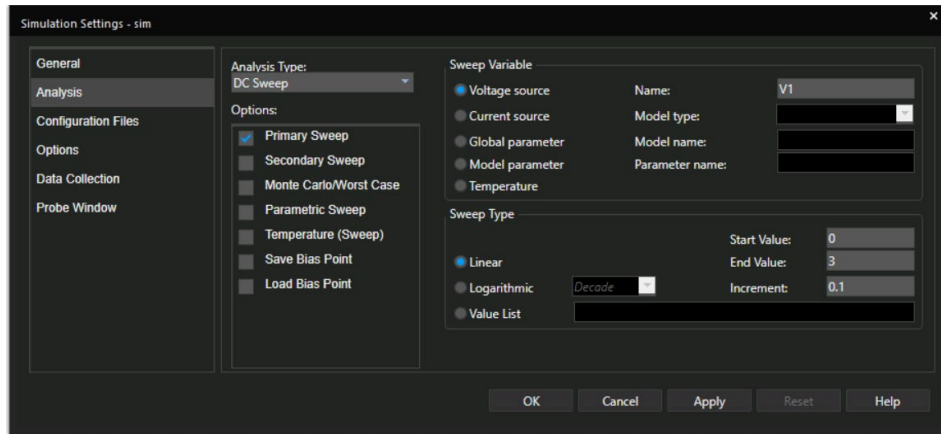 Simulation Settings - sim
General
Analysis
Configuration Files
Options
Data Collection
Probe Window
Analysis Type:
DC Sweep
Options:
Primary Sweep
Secondary Sweep
Monte Carlo/Worst Case
Parametric Sweep
Temperature (Sweep)
Save Bias Point
Load Bias Point
Sweep Variable
Voltage source Name: V1
Current source Model type:
Global parameter Model name:
Model parameter Parameter name:
Temperature
Sweep Type
Start Value: 0
Linear End Value: 3
Logarithmic Decade Increment: 0.1
Value List
OK Cancel Apply Reset Help